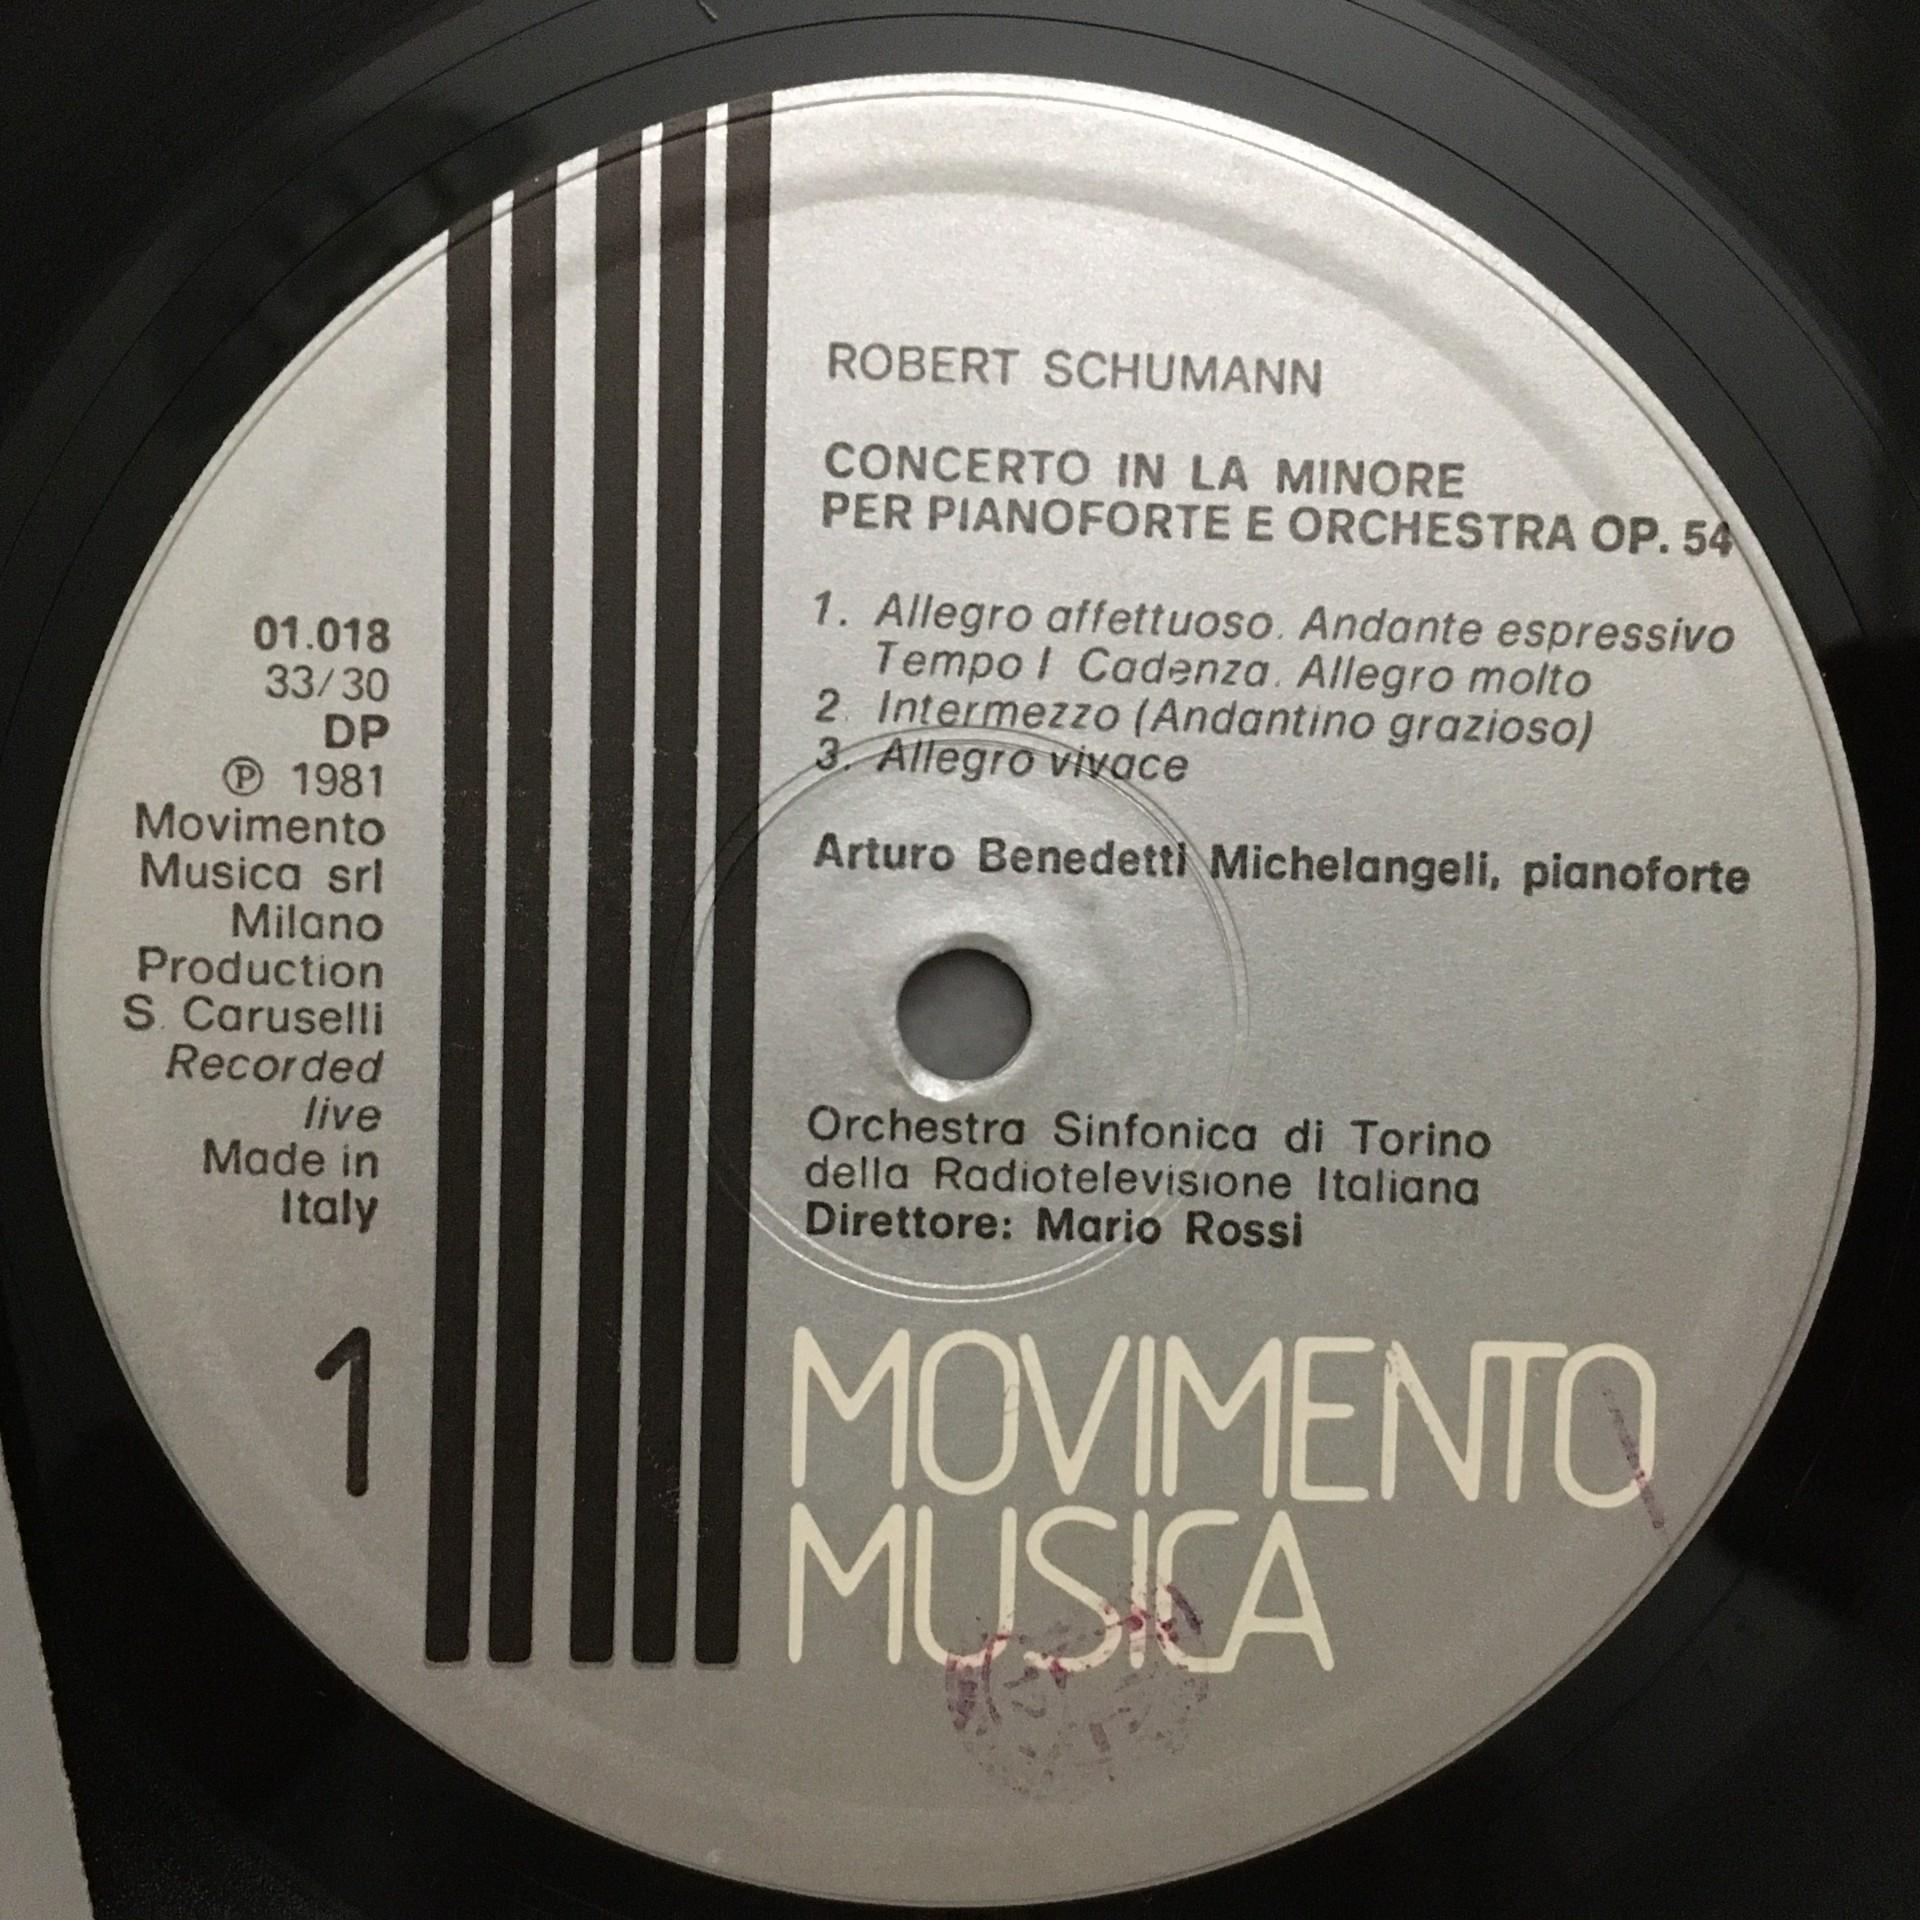 ROBERT SCHUMANN
CONCERTO IN LA MINORE
PER PIANOFORTE E ORCHESTRA OP. 54
1. Allegro affettuoso. Andante espressivo
Tempo I Cadenza. Allegro molto
2. Intermezzo (Andantino grazioso)
3. Allegro vivace
Arturo Benedetti Michelangeli, pianoforte
Orchestra Sinfonica di Torino
della Radiotelevisione Italiana
Direttore: Mario Rossi
01.018
33/30
DP
℗ 1981
Movimento
Musica srl
Milano
Production
S. Caruselli
Recorded
live
Made in
Italy
1
MOVIMENTO
MUSICA